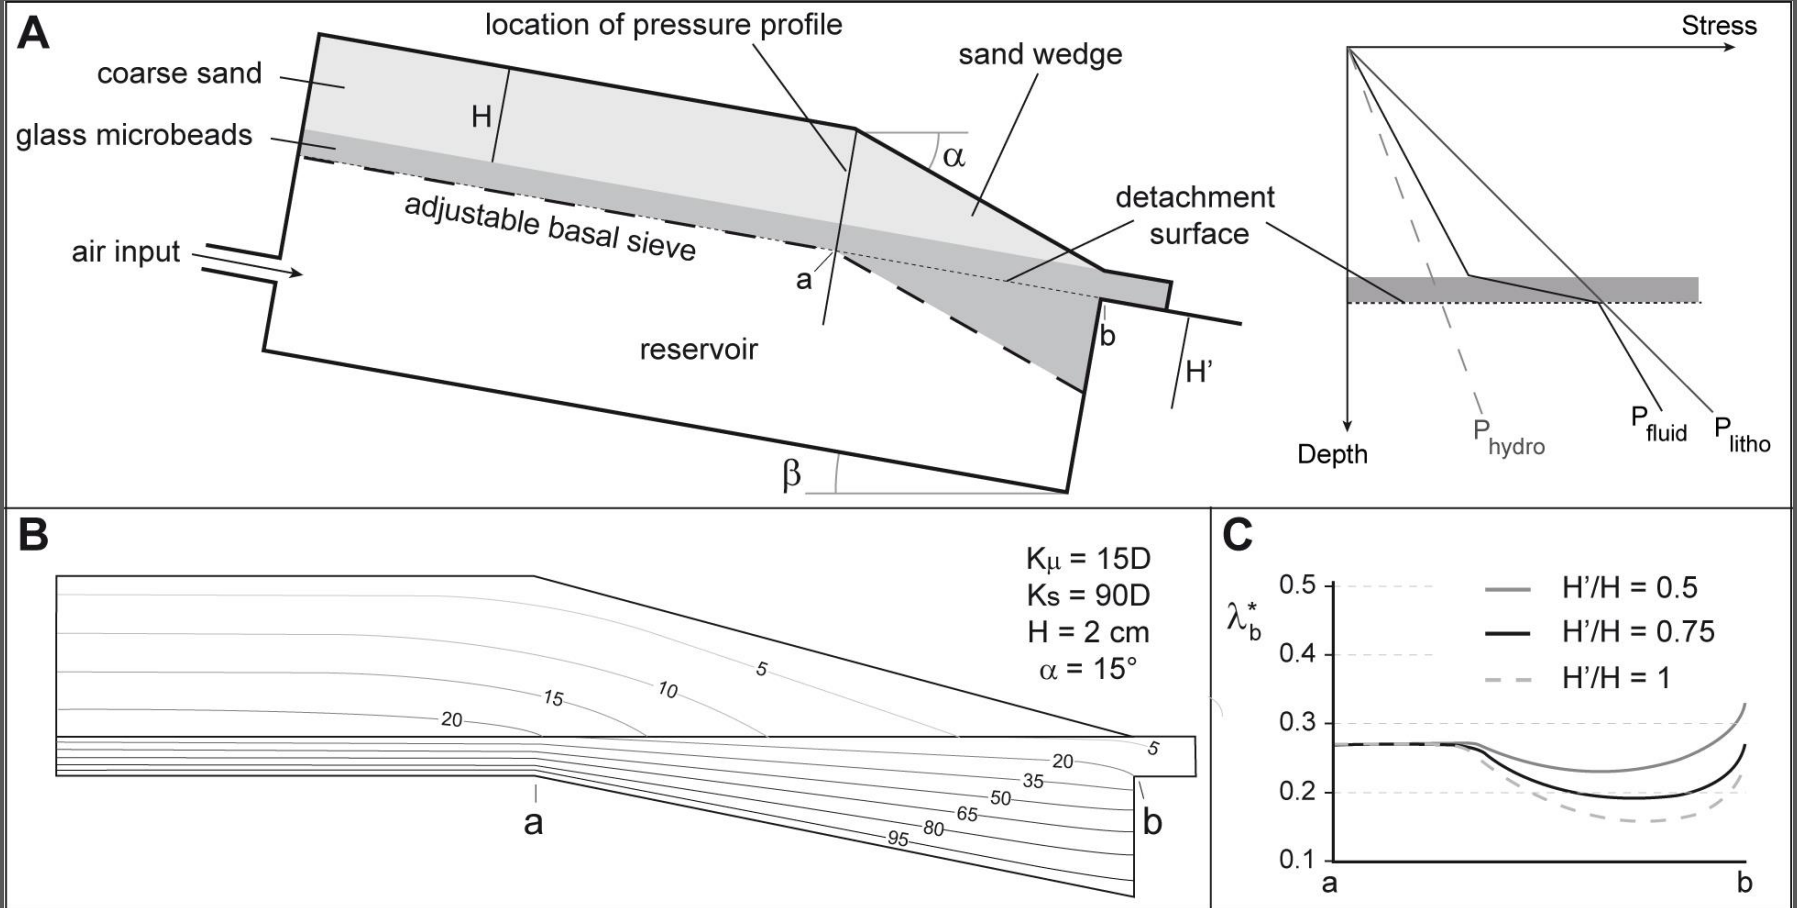 A
location of pressure profile
Stress
coarse sand
sand wedge
H
glass microbeads
α
detachment
surface
adjustable basal sieve
air input
a
b
reservoir
H’
β
P hydro
P fluid
P litho
Depth
B
Kμ = 15D
Ks = 90D
H = 2 cm
α = 15°
5
10
15
20
5
20
35
50
65
80
95
a
b
C
λ*b
0.5
0.4
0.3
0.2
0.1
H’/H = 0.5
H’/H = 0.75
H’/H = 1
a
b